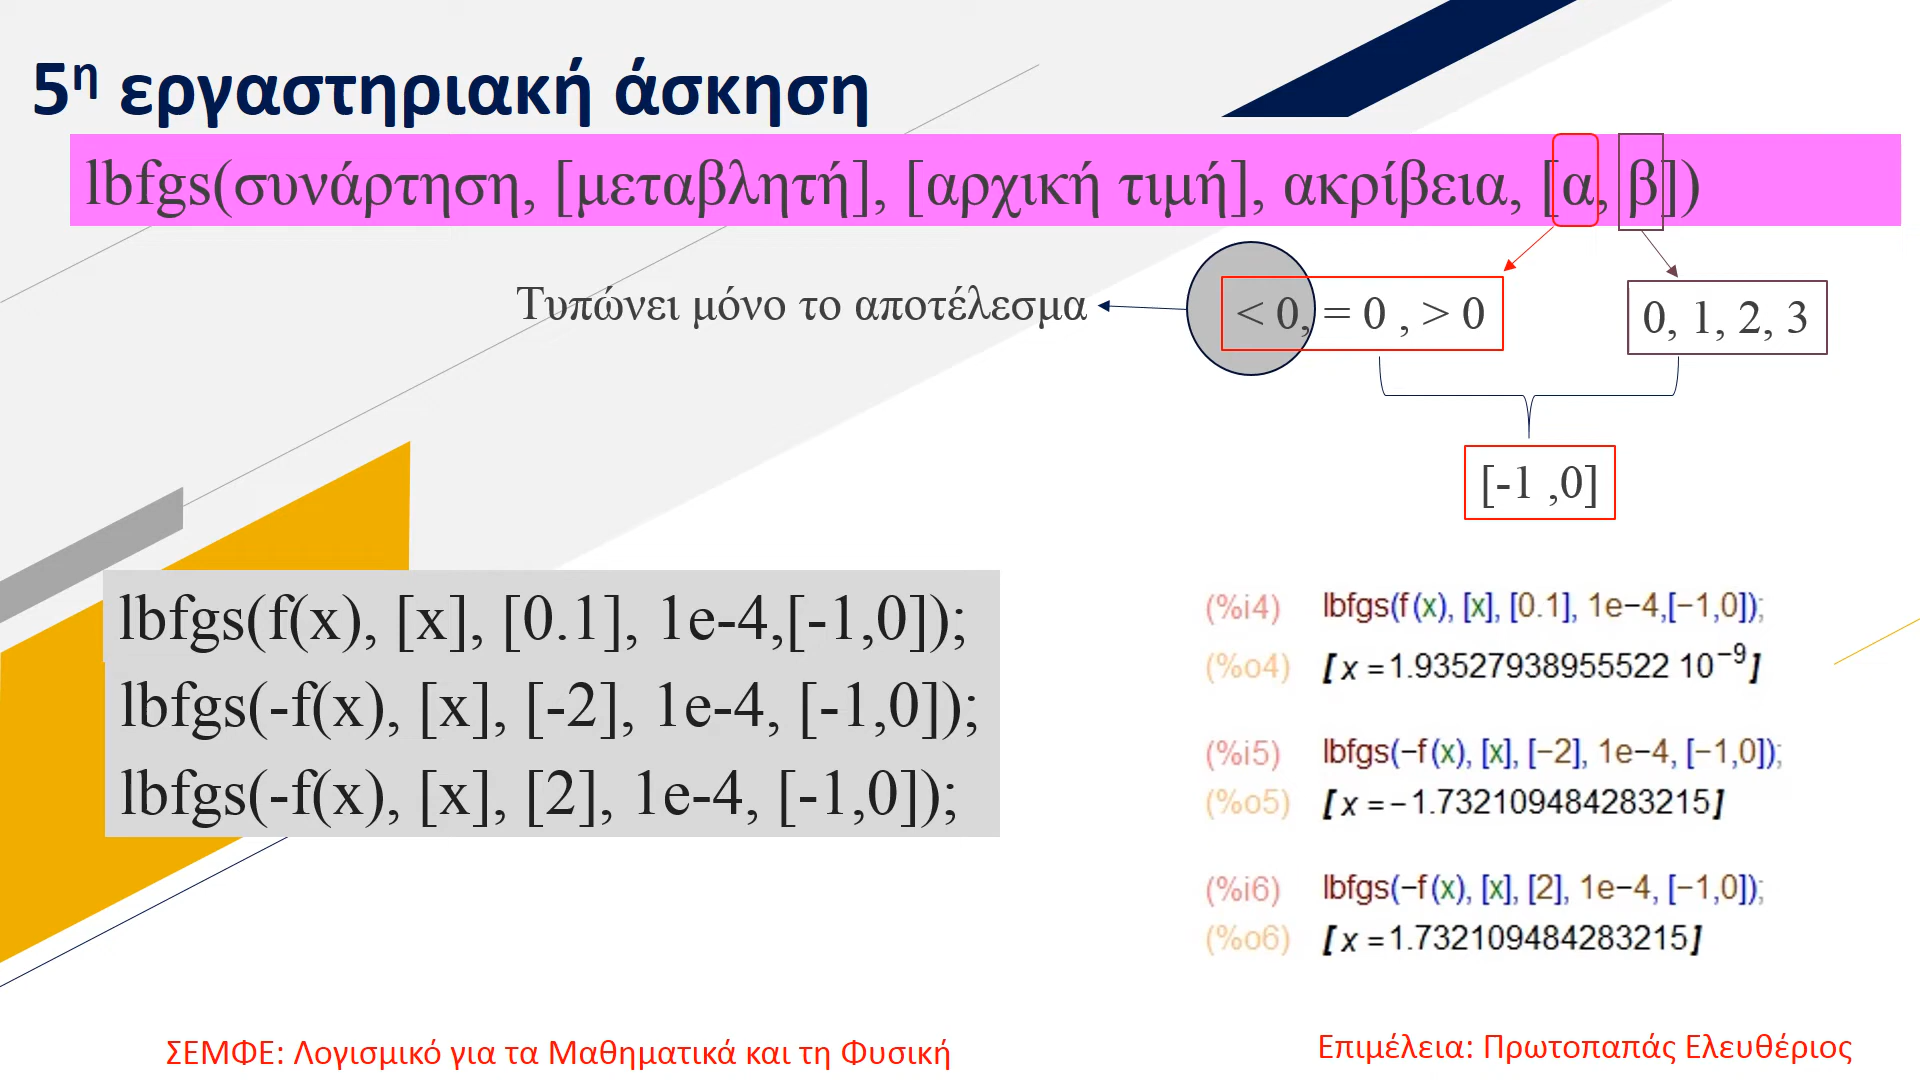 5η εργαστηριακή άσκηση
lbfgs(συνάρτηση, [μεταβλητή], [αρχική τιμή], ακρίβεια, [α, β])
Τυπώνει μόνο το αποτέλεσμα
< 0, = 0 , > 0
0, 1, 2, 3
[-1 ,0]
lbfgs(f(x), [x], [0.1], 1e-4,[-1,0]);
lbfgs(-f(x), [x], [-2], 1e-4, [-1,0]);
lbfgs(-f(x), [x], [2], 1e-4, [-1,0]);
(%i4) lbfgs(f(x), [x], [0.1], 1e−4,[−1,0]);
(%o4) [x=1.93527938955522 10⁻⁹]
(%i5) lbfgs(−f(x), [x], [−2], 1e−4, [−1,0]);
(%o5) [x=−1.732109484283215]
(%i6) lbfgs(−f(x), [x], [2], 1e−4, [−1,0]);
(%o6) [x=1.732109484283215]
ΣΕΜΦΕ: Λογισμικό για τα Μαθηματικά και τη Φυσική
Επιμέλεια: Πρωτοπαπάς Ελευθέριος